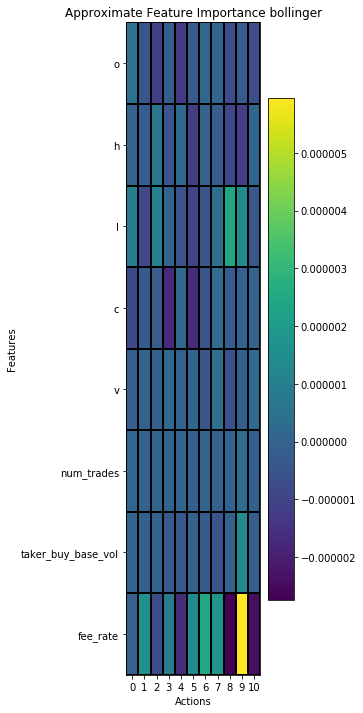 Approximate Feature Importance bollinger
o
h
l
c
v
num_trades
taker_buy_base_vol
fee_rate
Features
0 1 2 3 4 5 6 7 8 9 10
Actions
0.000005
0.000004
0.000003
0.000002
0.000001
0.000000
−0.000001
−0.000002